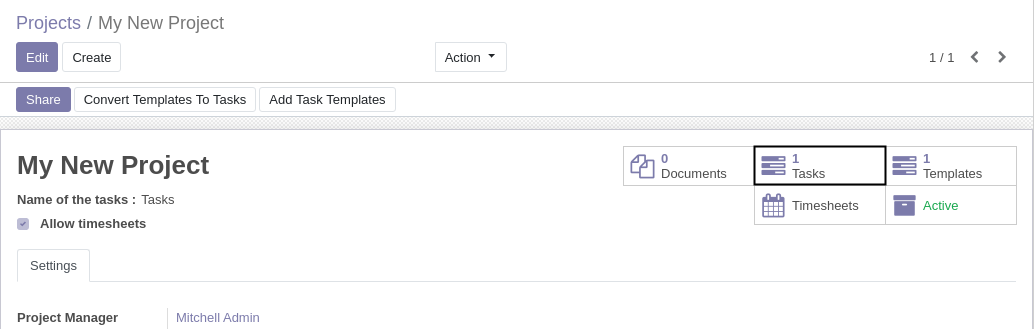 Projects / My New Project
Edit Create Action 1 / 1
Share Convert Templates To Tasks Add Task Templates
My New Project
0 Documents
1 Tasks
1 Templates
Name of the tasks : Tasks
Timesheets
Active
Allow timesheets
Settings
Project Manager Mitchell Admin